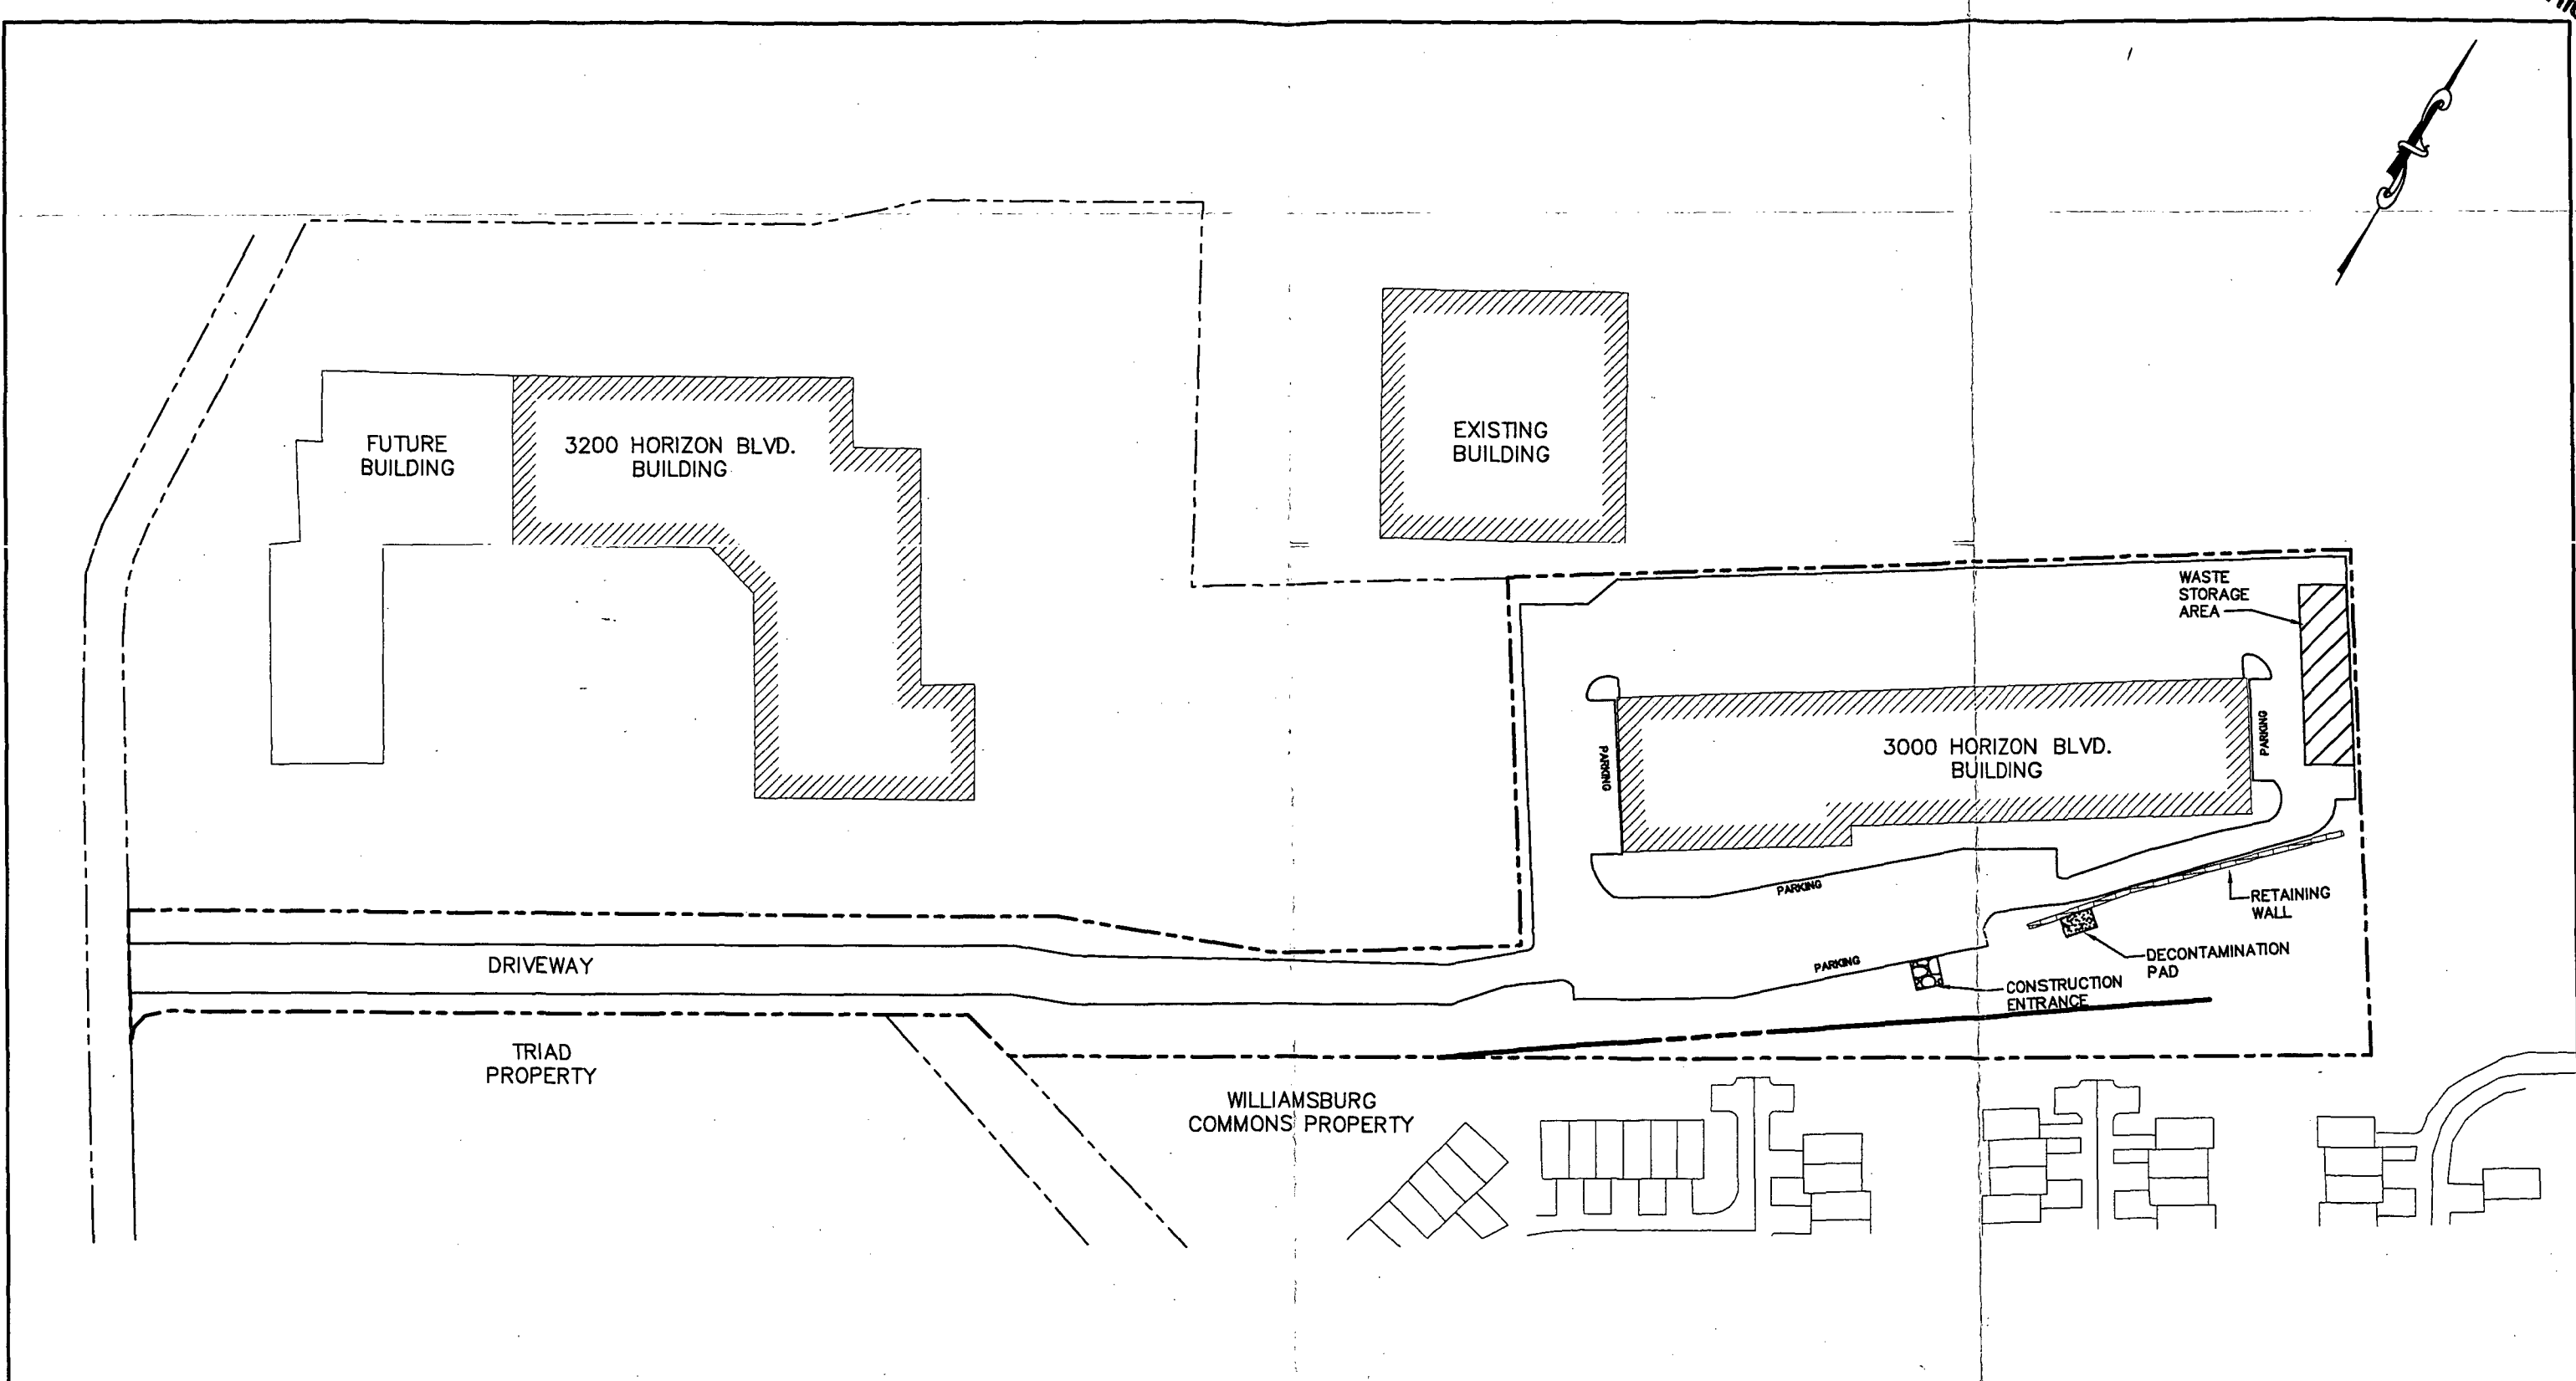 FUTURE
BUILDING
3200 HORIZON BLVD.
BUILDING
EXISTING
BUILDING
WASTE
STORAGE
AREA
PARKING
PARKING
3000 HORIZON BLVD.
BUILDING
PARKING
RETAINING
WALL
DECONTAMINATION
PAD
PARKING
CONSTRUCTION
ENTRANCE
DRIVEWAY
TRIAD
PROPERTY
WILLIAMSBURG
COMMONS PROPERTY